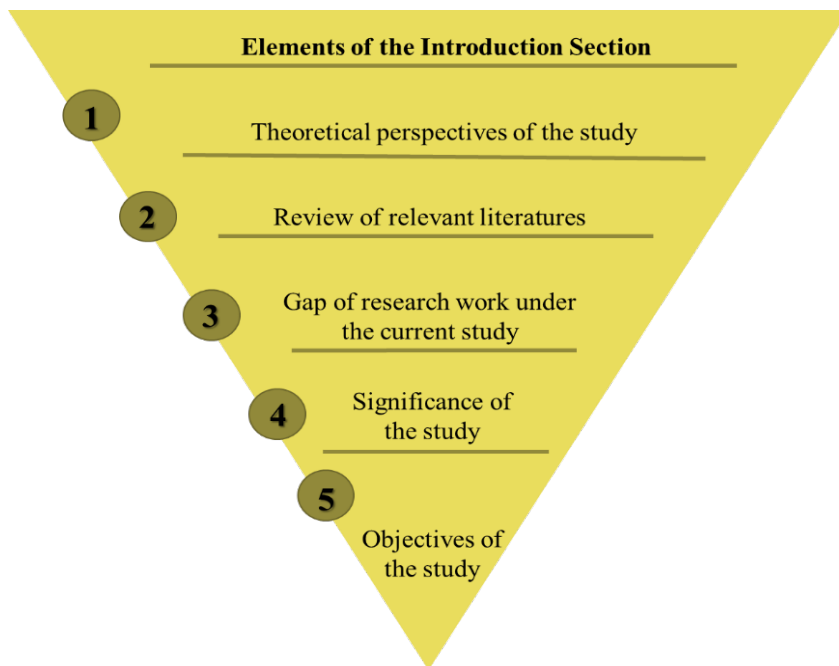 Elements of the Introduction Section
1
Theoretical perspectives of the study
2
Review of relevant literatures
3
Gap of research work under
the current study
4
Significance of
the study
5
Objectives of
the study